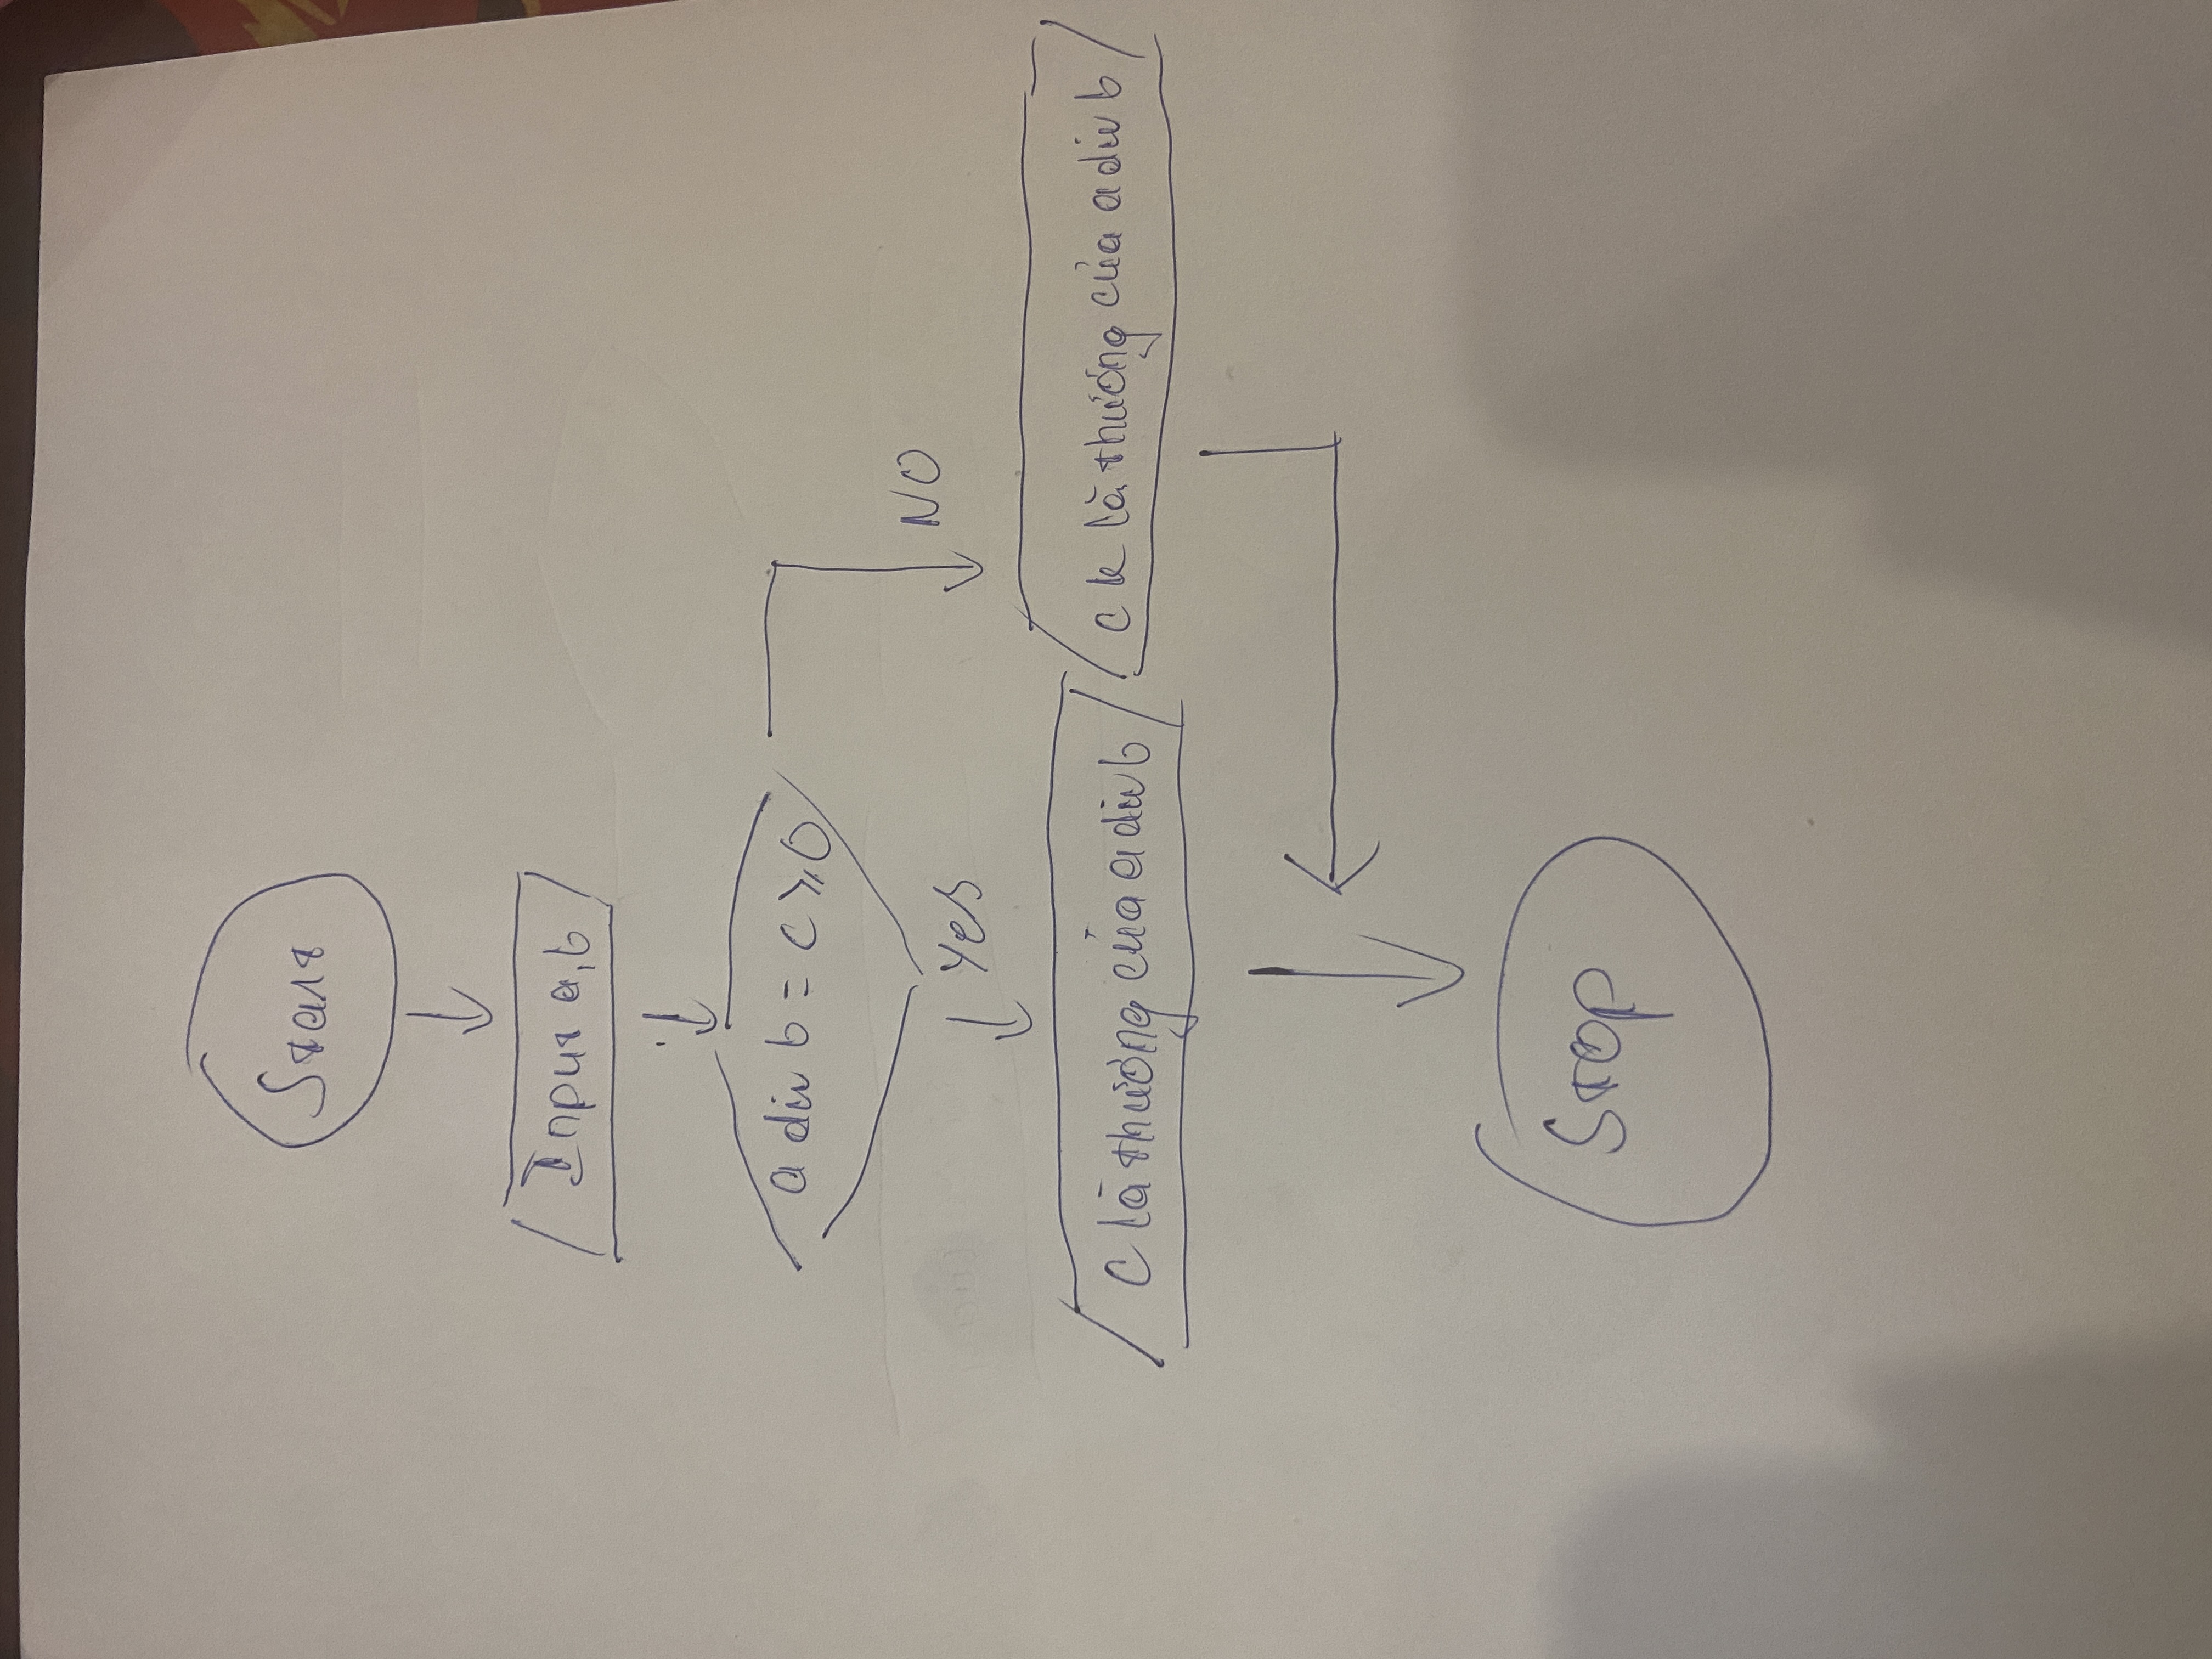 Start
Input a, b
a div b = c ≥ 0
Yes
NO
C là thương của a div b
c k là thương của a div b
Stop